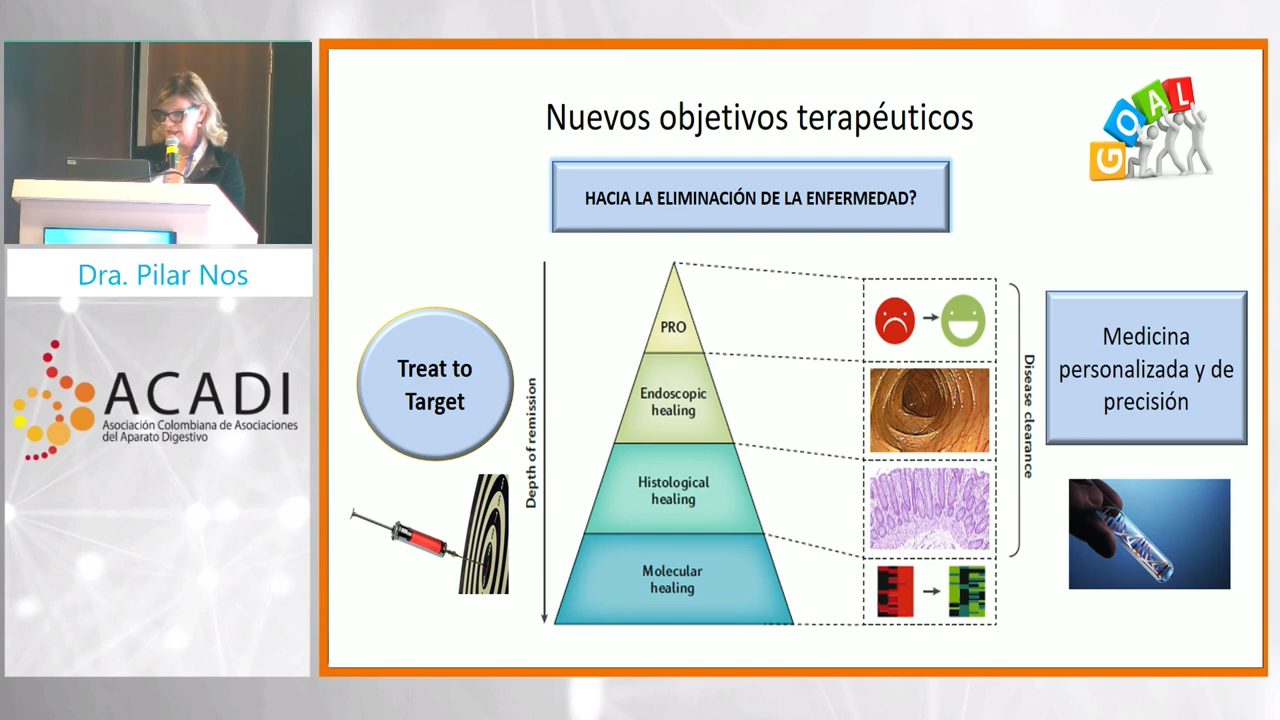 Dra. Pilar Nos
ACADI
Asociación Colombiana de Asociaciones
del Aparato Digestivo
Nuevos objetivos terapéuticos
GOAL
HACIA LA ELIMINACIÓN DE LA ENFERMEDAD?
Treat to
Target
Depth of remission
PRO
Endoscopic
healing
Histological
healing
Molecular
healing
Disease clearance
Medicina
personalizada y de
precisión